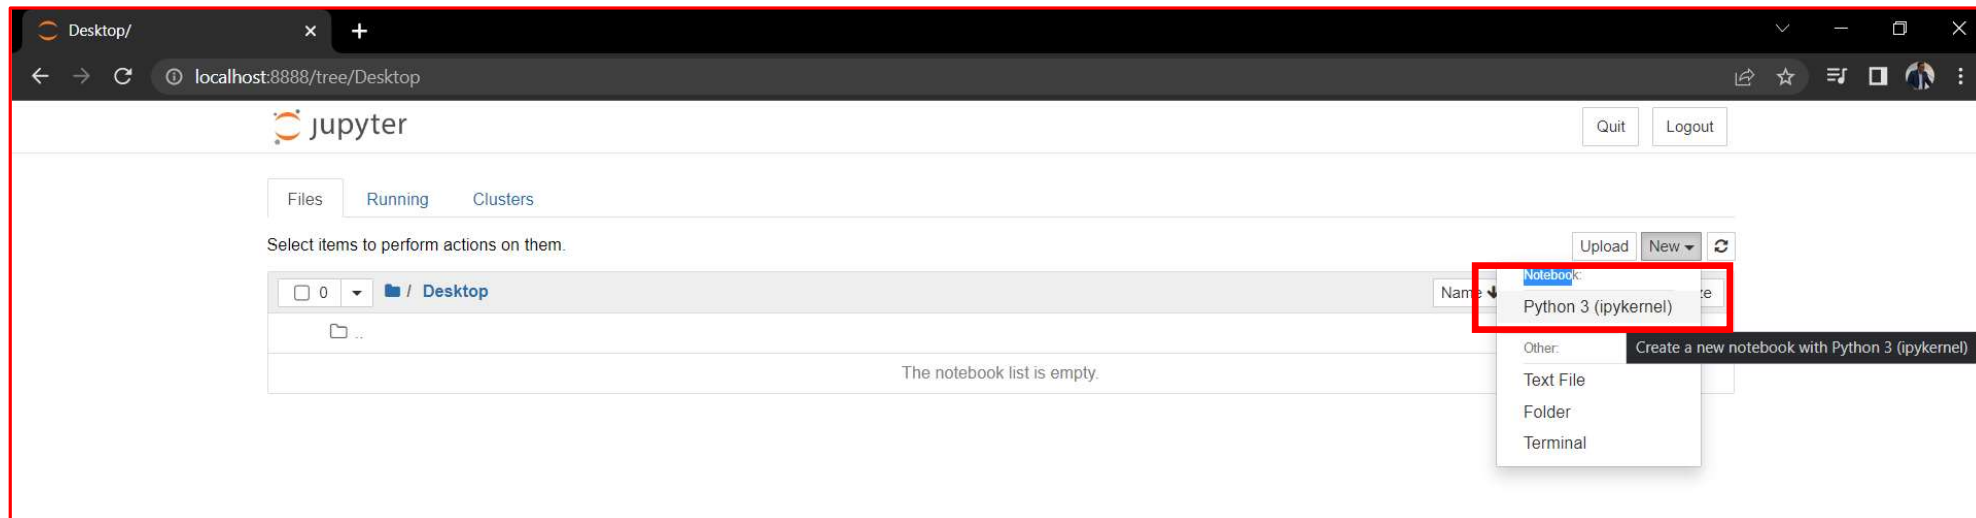 Desktop/
localhost:8888/tree/Desktop
jupyter
Quit Logout
Files Running Clusters
Select items to perform actions on them.
Upload New
0 / Desktop
Name ze
Notebook:
Python 3 (ipykernel)
..
Other:
Create a new notebook with Python 3 (ipykernel)
The notebook list is empty.
Text File
Folder
Terminal